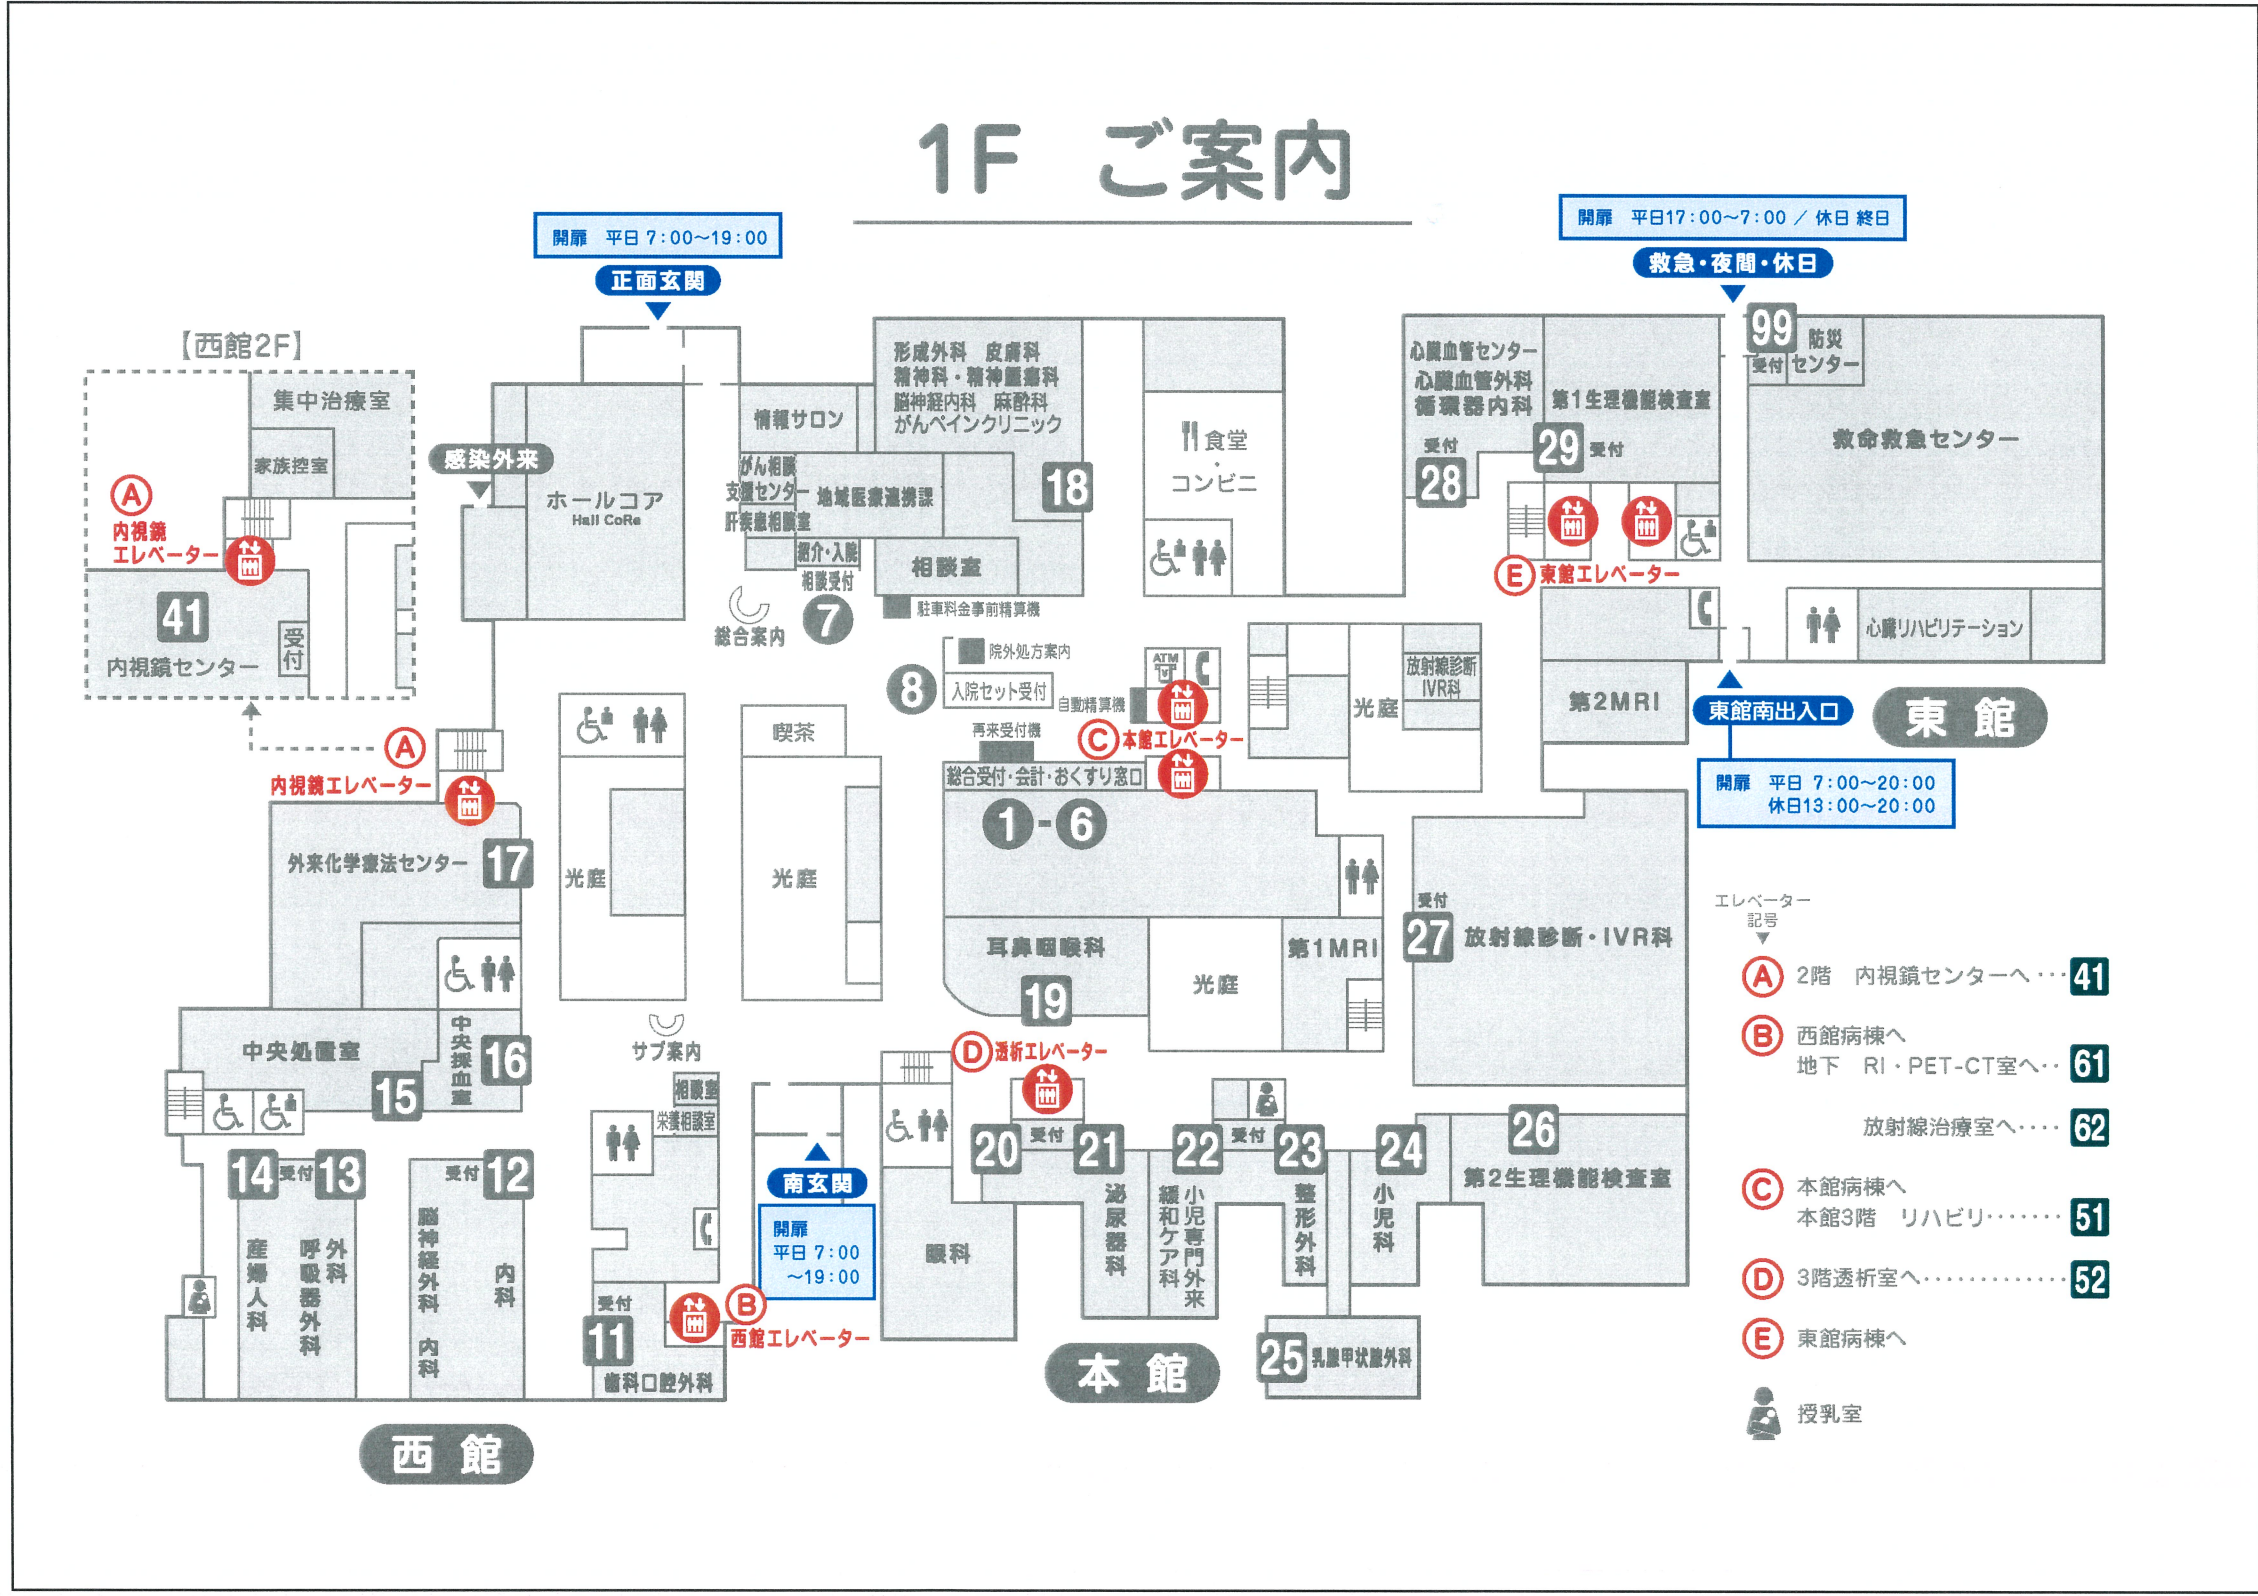 1F ご案内
開扉 平日 7:00〜19:00
正面玄関
開扉 平日17:00〜7:00 / 休日 終日
救急・夜間・休日
【西館2F】
集中治療室
家族控室
A
内視鏡
エレベーター
41
受付
内視鏡センター
感染外来
ホールコア
Hall CoRe
情報サロン
がん相談
支援センター
肝疾患相談室
地域医療連携課
紹介・入院
相談受付
7
総合案内
形成外科 皮膚科
精神科・精神腫瘍科
脳神経内科 麻酔科
がんペインクリニック
18
相談室
駐車料金事前精算機
食堂
・
コンビニ
心臓血管センター
心臓血管外科
循環器内科
受付
28
第1生理機能検査室
29 受付
99
受付
防災
センター
救命救急センター
E 東館エレベーター
心臓リハビリテーション
第2MRI
東館南出入口
開扉 平日 7:00〜20:00
休日13:00〜20:00
東館
院外処方案内
8
入院セット受付
自動精算機
ATM
再来受付機
C 本館エレベーター
総合受付・会計・おくすり窓口
1 - 6
放射線診断
IVR科
光庭
A
内視鏡エレベーター
外来化学療法センター
17
喫茶
光庭
光庭
耳鼻咽喉科
19
光庭
第1MRI
受付
27
放射線診断・IVR科
中央処置室
15
中央採血室
16
サブ案内
相談室
栄養相談室
D 透析エレベーター
14 受付 13
産婦人科
呼吸器外科
外科
受付 12
脳神経外科 内科
内科
受付
11
歯科口腔外科
B
西館エレベーター
南玄関
開扉
平日 7:00
〜19:00
眼科
20 受付 21
泌尿器科
22 受付 23
小児専門外来
緩和ケア科
整形外科
24
小児科
25 乳腺甲状腺外科
26
第2生理機能検査室
本館
西館
エレベーター
記号
A 2階 内視鏡センターへ … 41
B 西館病棟へ
地下 RI・PET-CT室へ‥ 61
放射線治療室へ‥‥ 62
C 本館病棟へ
本館3階 リハビリ‥‥‥‥ 51
D 3階透析室へ‥‥‥‥‥‥‥ 52
E 東館病棟へ
授乳室